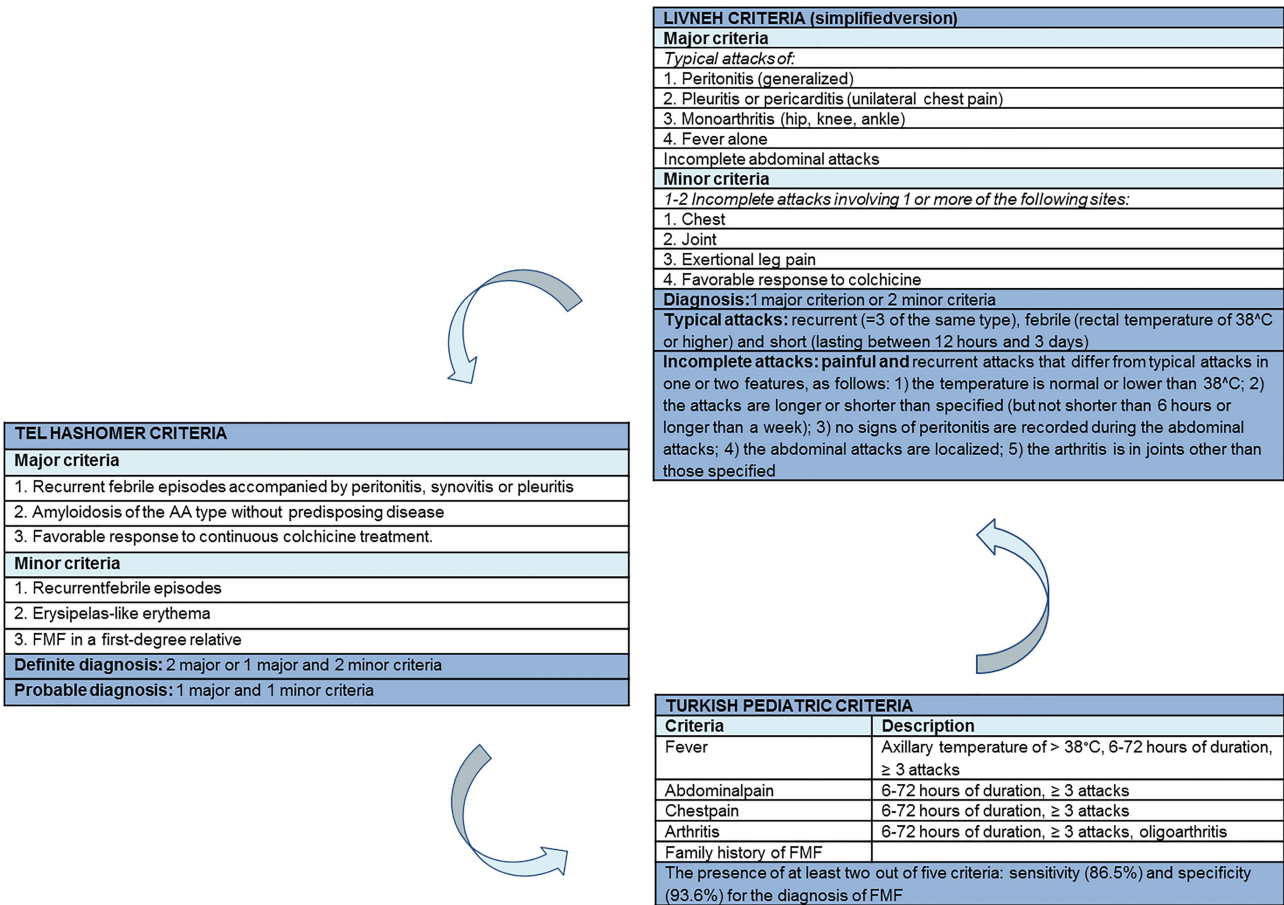 LIVNEH CRITERIA (simplifiedversion)
Major criteria
Typical attacks of:
1. Peritonitis (generalized)
2. Pleuritis or pericarditis (unilateral chest pain)
3. Monoarthritis (hip, knee, ankle)
4. Fever alone
Incomplete abdominal attacks
Minor criteria
1-2 Incomplete attacks involving 1 or more of the following sites:
1. Chest
2. Joint
3. Exertional leg pain
4. Favorable response to colchicine
Diagnosis:1 major criterion or 2 minor criteria
Typical attacks: recurrent (=3 of the same type), febrile (rectal temperature of 38^C
or higher) and short (lasting between 12 hours and 3 days)
Incomplete attacks: painful and recurrent attacks that differ from typical attacks in
one or two features, as follows: 1) the temperature is normal or lower than 38^C; 2)
the attacks are longer or shorter than specified (but not shorter than 6 hours or
longer than a week); 3) no signs of peritonitis are recorded during the abdominal
attacks; 4) the abdominal attacks are localized; 5) the arthritis is in joints other than
those specified
TEL HASHOMER CRITERIA
Major criteria
1. Recurrent febrile episodes accompanied by peritonitis, synovitis or pleuritis
2. Amyloidosis of the AA type without predisposing disease
3. Favorable response to continuous colchicine treatment.
Minor criteria
1. Recurrentfebrile episodes
2. Erysipelas-like erythema
3. FMF in a first-degree relative
Definite diagnosis: 2 major or 1 major and 2 minor criteria
Probable diagnosis: 1 major and 1 minor criteria
TURKISH PEDIATRIC CRITERIA
Criteria Description
Fever Axillary temperature of > 38°C, 6-72 hours of duration,
≥ 3 attacks
Abdominalpain 6-72 hours of duration, ≥ 3 attacks
Chestpain 6-72 hours of duration, ≥ 3 attacks
Arthritis 6-72 hours of duration, ≥ 3 attacks, oligoarthritis
Family history of FMF
The presence of at least two out of five criteria: sensitivity (86.5%) and specificity
(93.6%) for the diagnosis of FMF